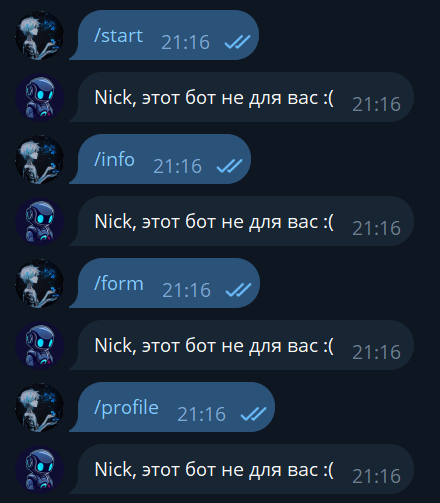 /start 21:16
Nick, этот бот не для вас :( 21:16
/info 21:16
Nick, этот бот не для вас :( 21:16
/form 21:16
Nick, этот бот не для вас :( 21:16
/profile 21:16
Nick, этот бот не для вас :( 21:16